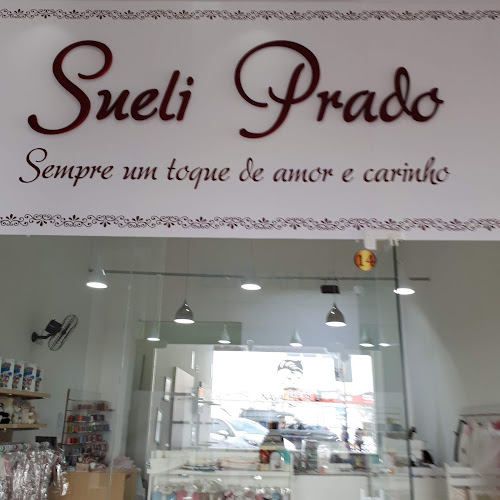 Sueli Prado
Sempre um toque de amor e carinho
14